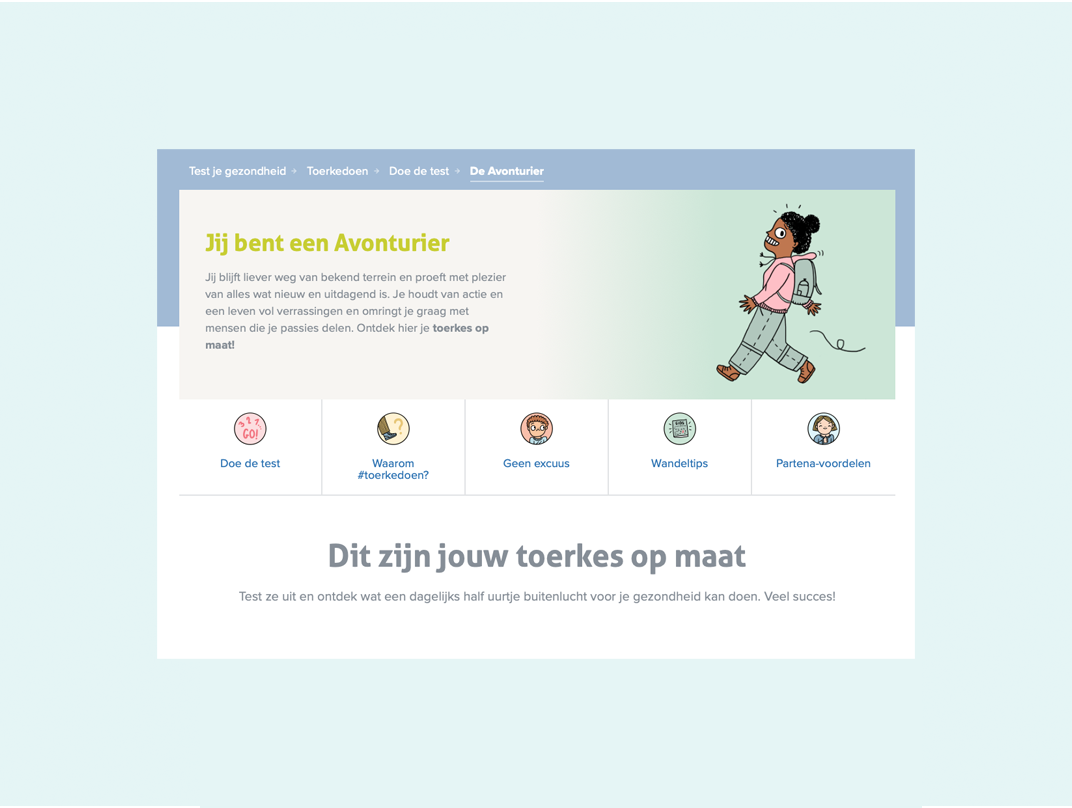 Test je gezondheid → Toerkedoen → Doe de test → De Avonturier
Jij bent een Avonturier
Jij blijft liever weg van bekend terrein en proeft met plezier
van alles wat nieuw en uitdagend is. Je houdt van actie en
een leven vol verrassingen en omringt je graag met
mensen die je passies delen. Ontdek hier je toerkes op
maat!
3 2 1
GO!
Doe de test
?
Waarom
#toerkedoen?
Geen excuus
Wandeltips
Partena-voordelen
Dit zijn jouw toerkes op maat
Test ze uit en ontdek wat een dagelijks half uurtje buitenlucht voor je gezondheid kan doen. Veel succes!